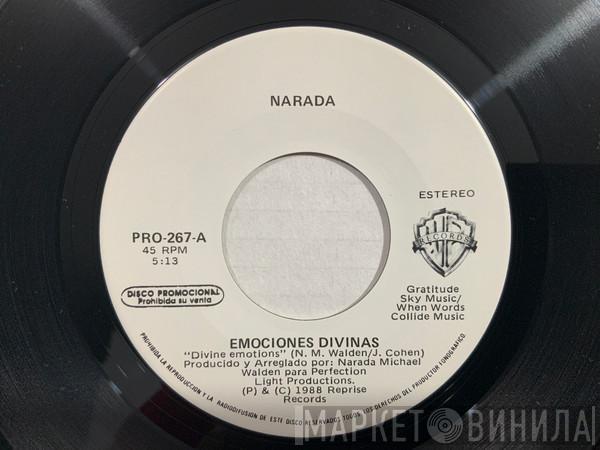 NARADA
ESTEREO
PRO-267-A
45 RPM
5:13
RECORDS
DISCO PROMOCIONAL
Prohibida su venta
Gratitude
Sky Music/
When Words
Collide Music
EMOCIONES DIVINAS
"Divine emotions" (N. M. Walden/J. Cohen)
Producido y Arreglado por: Narada Michael
Walden para Perfection
Light Productions.
(P) & (C) 1988 Reprise
Records
PROHIBIDA LA REPRODUCCION Y LA RADIODIFUSION DE ESTE DISCO RESERVADOS TODOS LOS DERECHOS DEL PRODUCTOR FONOGRAFICO
МАРКЕТ ВИНИЛА